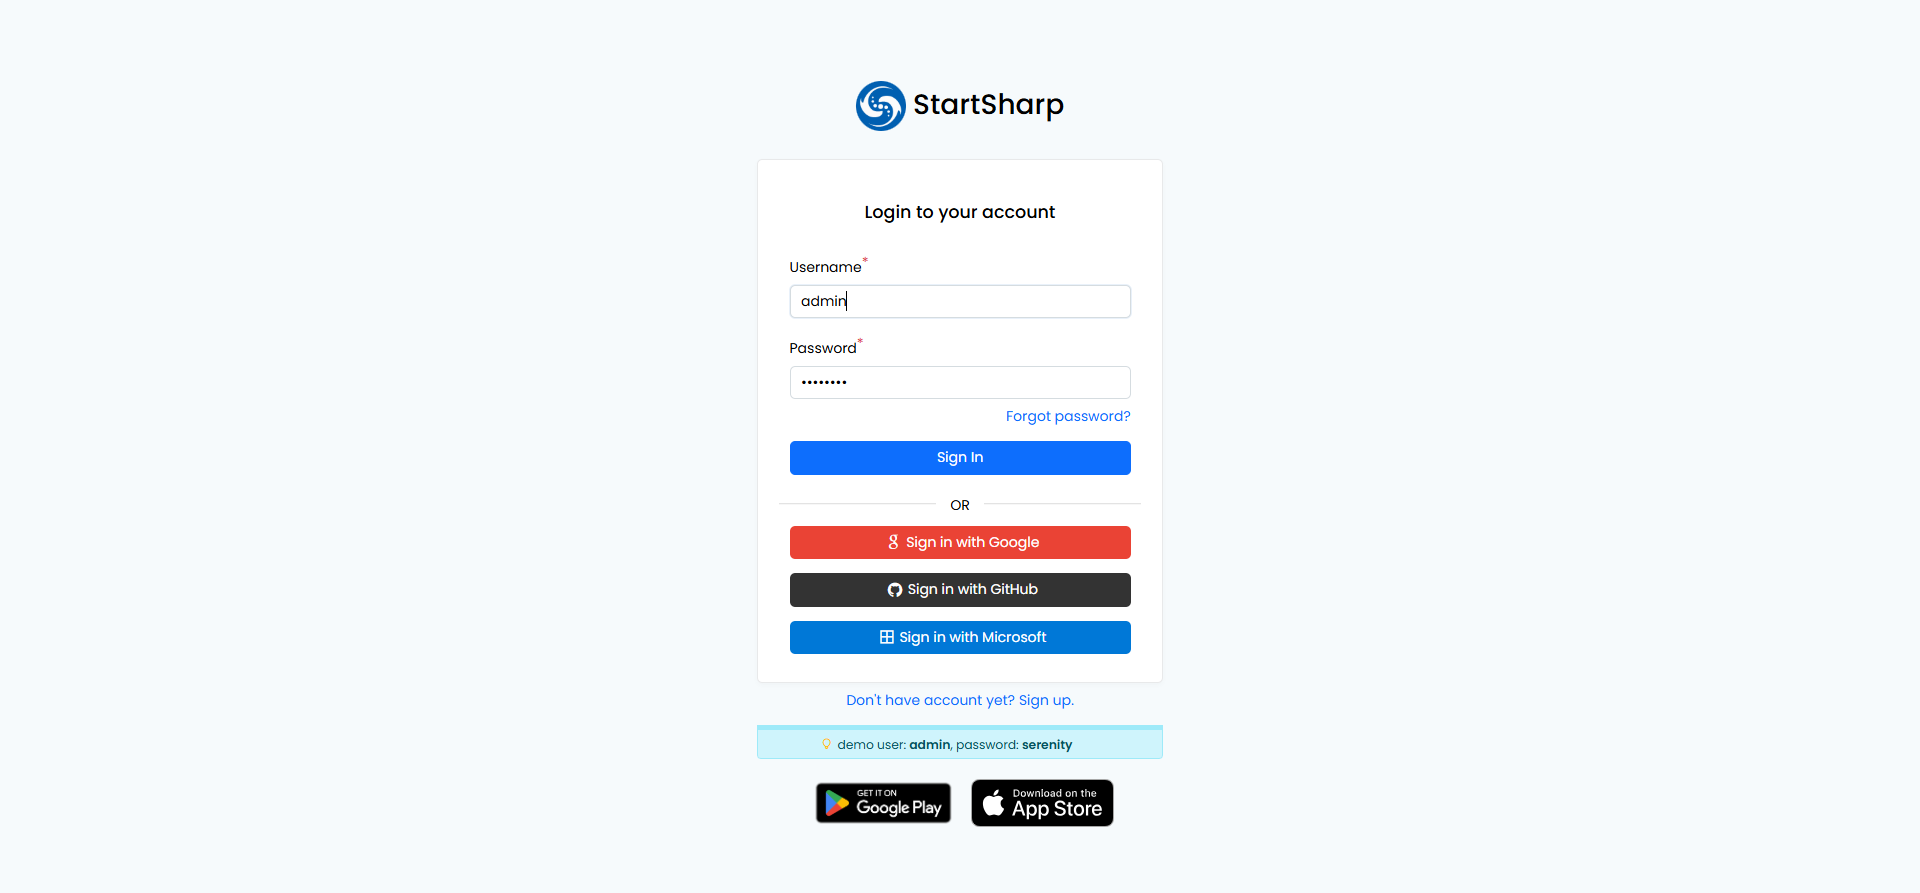 StartSharp
Login to your account
Username*
admin
Password*
••••••••
Forgot password?
Sign In
OR
Sign in with Google
Sign in with GitHub
Sign in with Microsoft
Don't have account yet? Sign up.
demo user: admin, password: serenity
GET IT ON
Google Play
Download on the
App Store